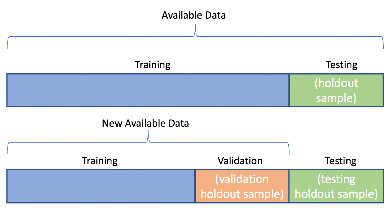 Available Data
Training Testing
(holdout
sample)
New Available Data
Training Validation Testing
(validation (testing
holdout sample) holdout sample)